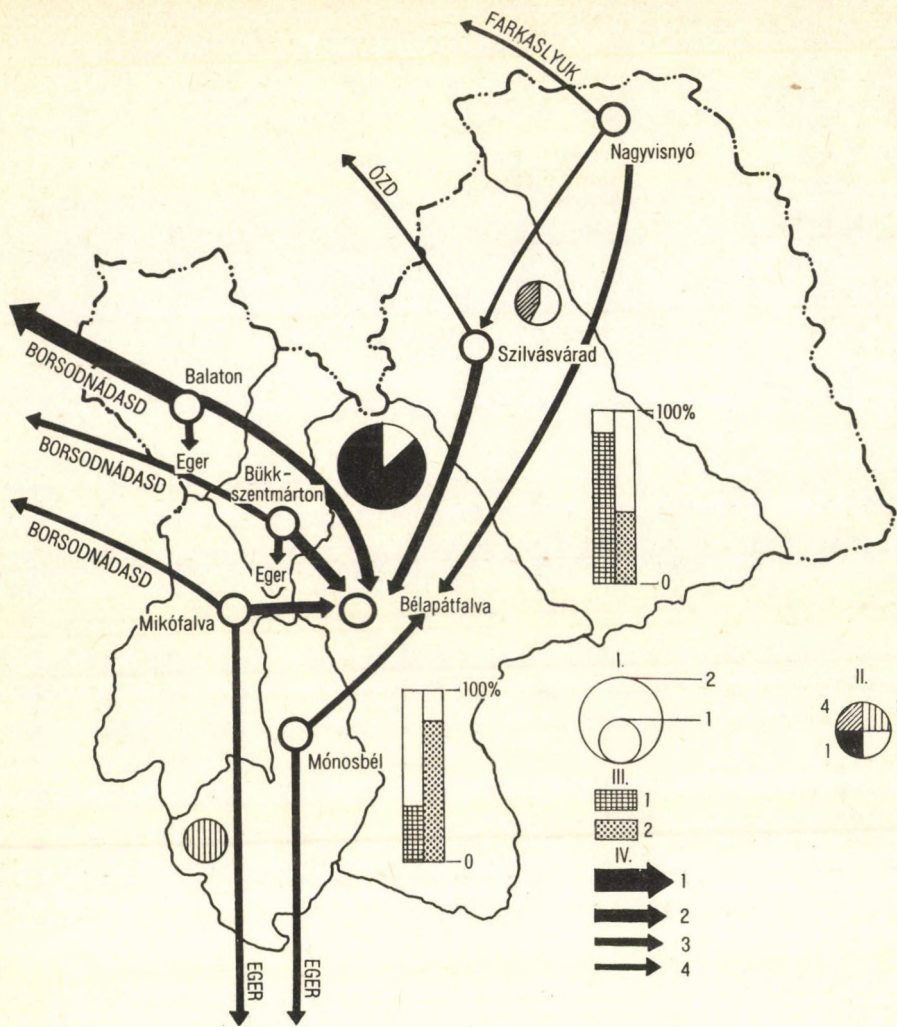 FARKASLYUK
Nagyvisnyó
ÓZD
Szilvásvárad
BORSODNÁDASD
Balaton
Eger
100%
0
BORSODNÁDASD
Bükk-
szentmárton
Eger
BORSODNÁDASD
Mikófalva
Bélapátfalva
100%
0
Mónosbél
EGER
EGER
I.
2
1
II.
4
1
III.
1
2
IV.
1
2
3
4